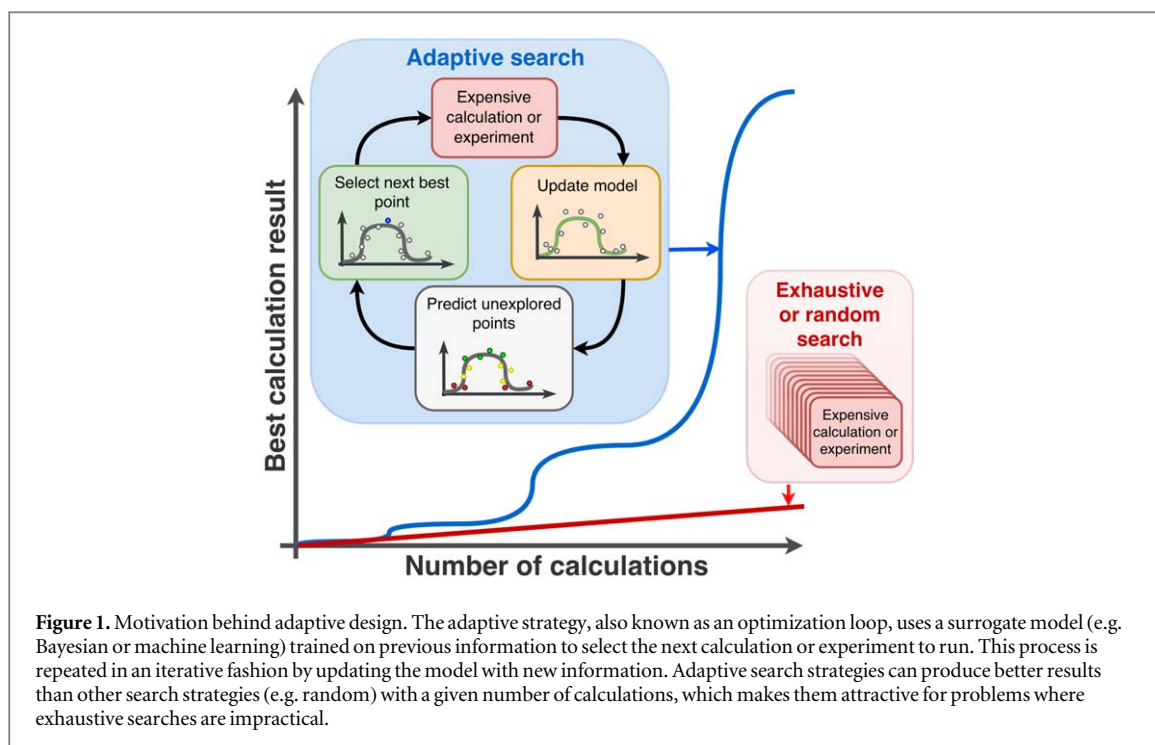 Adaptive search
Expensive
calculation or
experiment
Select next best
point
Update model
Predict unexplored
points
Best calculation result
Exhaustive
or random
search
Expensive
calculation or
experiment
Number of calculations
Figure 1. Motivation behind adaptive design. The adaptive strategy, also known as an optimization loop, uses a surrogate model (e.g.
Bayesian or machine learning) trained on previous information to select the next calculation or experiment to run. This process is
repeated in an iterative fashion by updating the model with new information. Adaptive search strategies can produce better results
than other search strategies (e.g. random) with a given number of calculations, which makes them attractive for problems where
exhaustive searches are impractical.